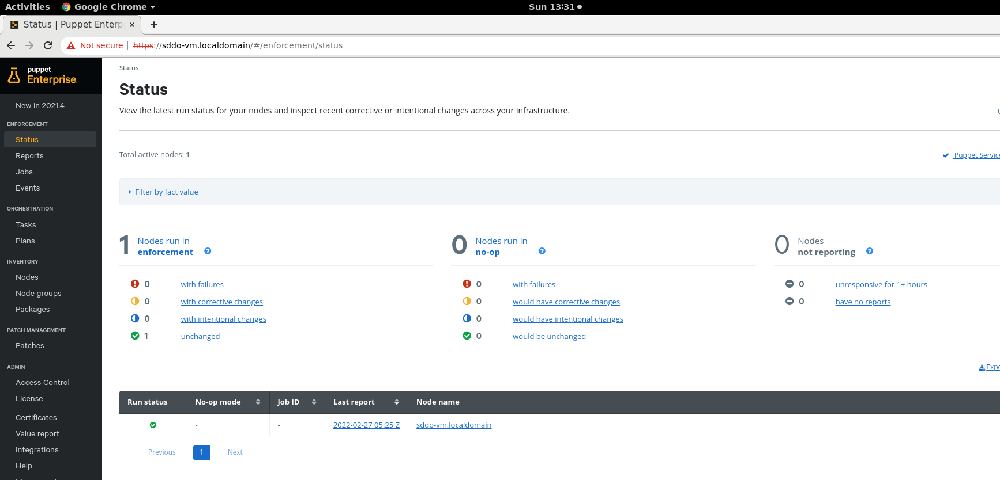 Activities Google Chrome Sun 13:31
Status | Puppet Enterp
Not secure https://sddo-vm.localdomain/#/enforcement/status
puppet
Enterprise
New in 2021.4
ENFORCEMENT
Status
Reports
Jobs
Events
ORCHESTRATION
Tasks
Plans
INVENTORY
Nodes
Node groups
Packages
PATCH MANAGEMENT
Patches
ADMIN
Access Control
License
Certificates
Value report
Integrations
Help
Status
Status
View the latest run status for your nodes and inspect recent corrective or intentional changes across your infrastructure.
Total active nodes: 1
Puppet Service
Filter by fact value
1 Nodes run in
enforcement ?
0 with failures
0 with corrective changes
0 with intentional changes
1 unchanged
0 Nodes run in
no-op ?
0 with failures
0 would have corrective changes
0 would have intentional changes
0 would be unchanged
0 Nodes
not reporting ?
0 unresponsive for 1+ hours
0 have no reports
Expo
Run status No-op mode Job ID Last report Node name
- - 2022-02-27 05:25 Z sddo-vm.localdomain
Previous 1 Next